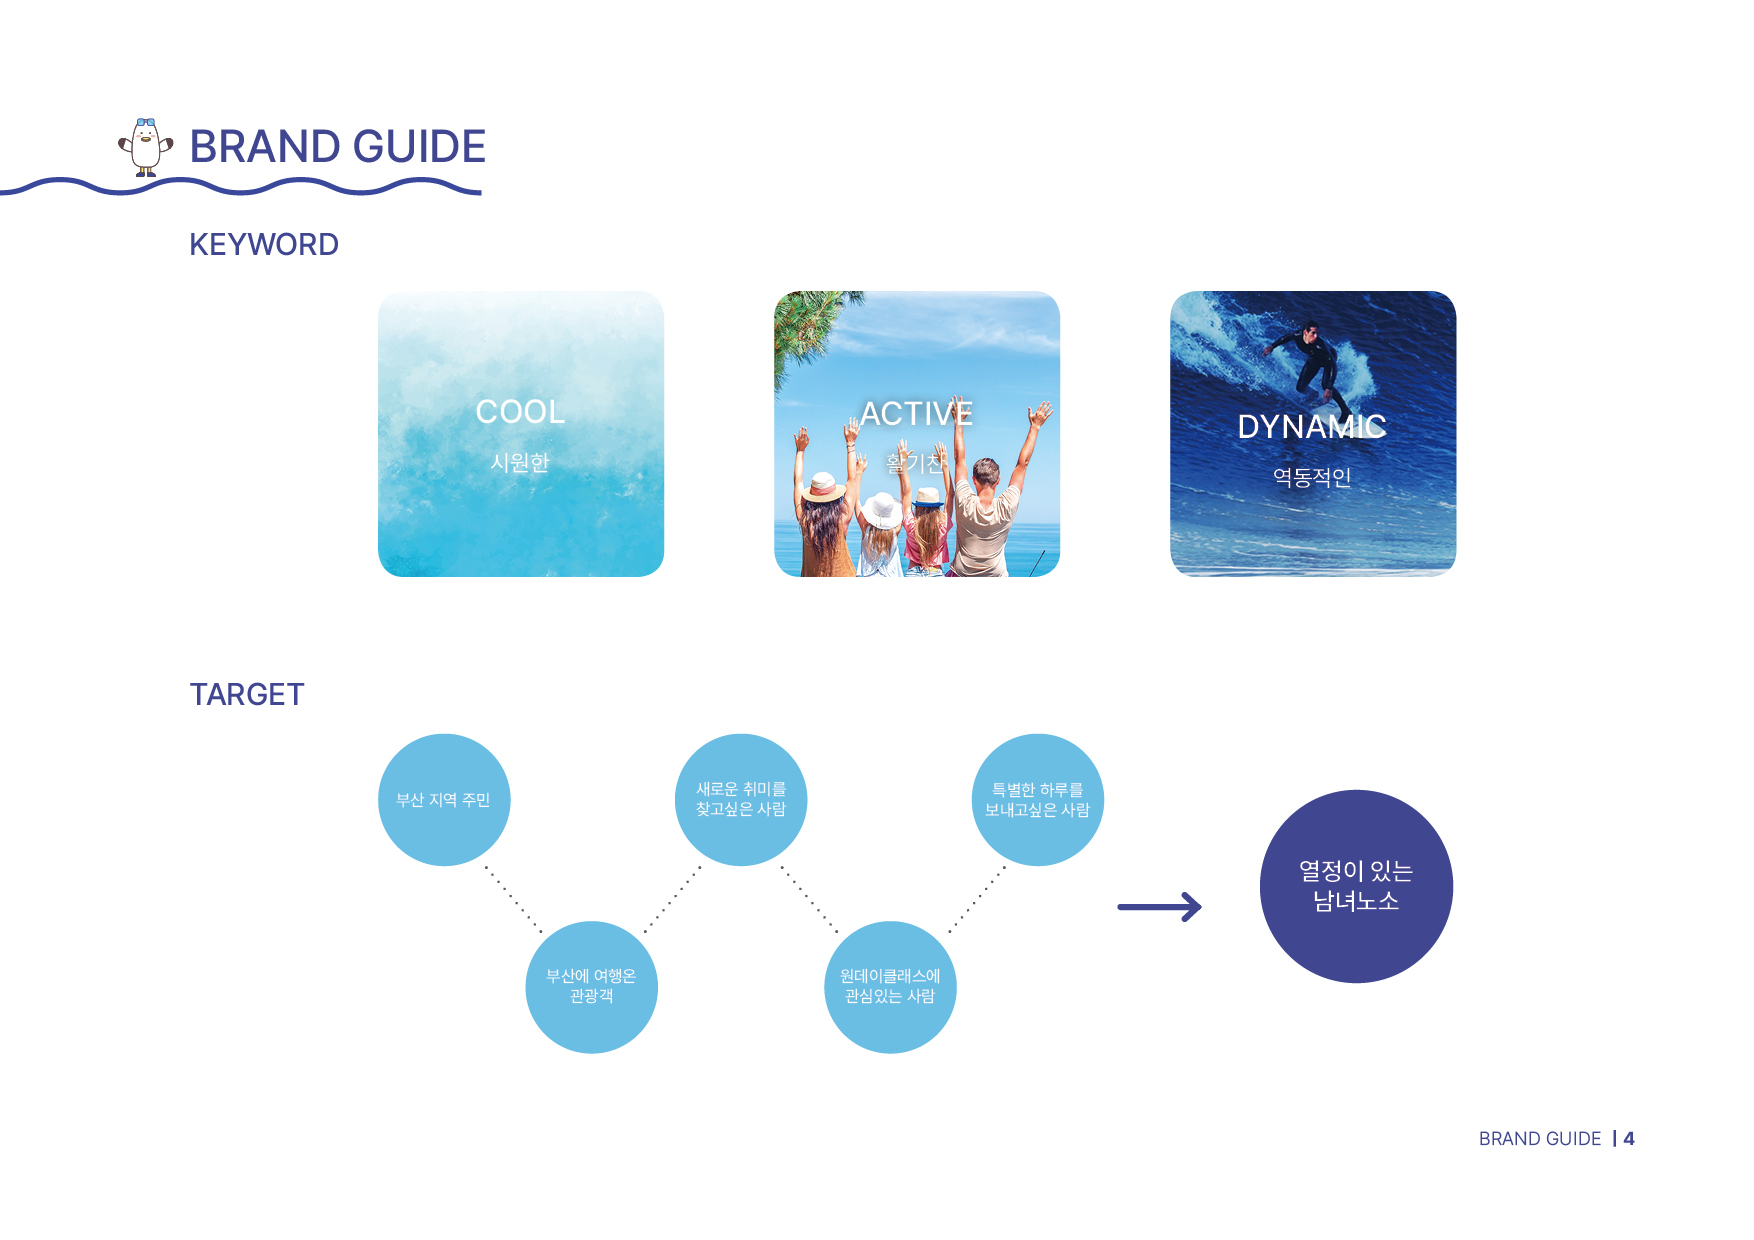 BRAND GUIDE
KEYWORD
COOL
시원한
ACTIVE
활기찬
DYNAMIC
역동적인
TARGET
부산 지역 주민
새로운 취미를
찾고싶은 사람
특별한 하루를
보내고싶은 사람
부산에 여행온
관광객
원데이클래스에
관심있는 사람
열정이 있는
남녀노소
BRAND GUIDE | 4